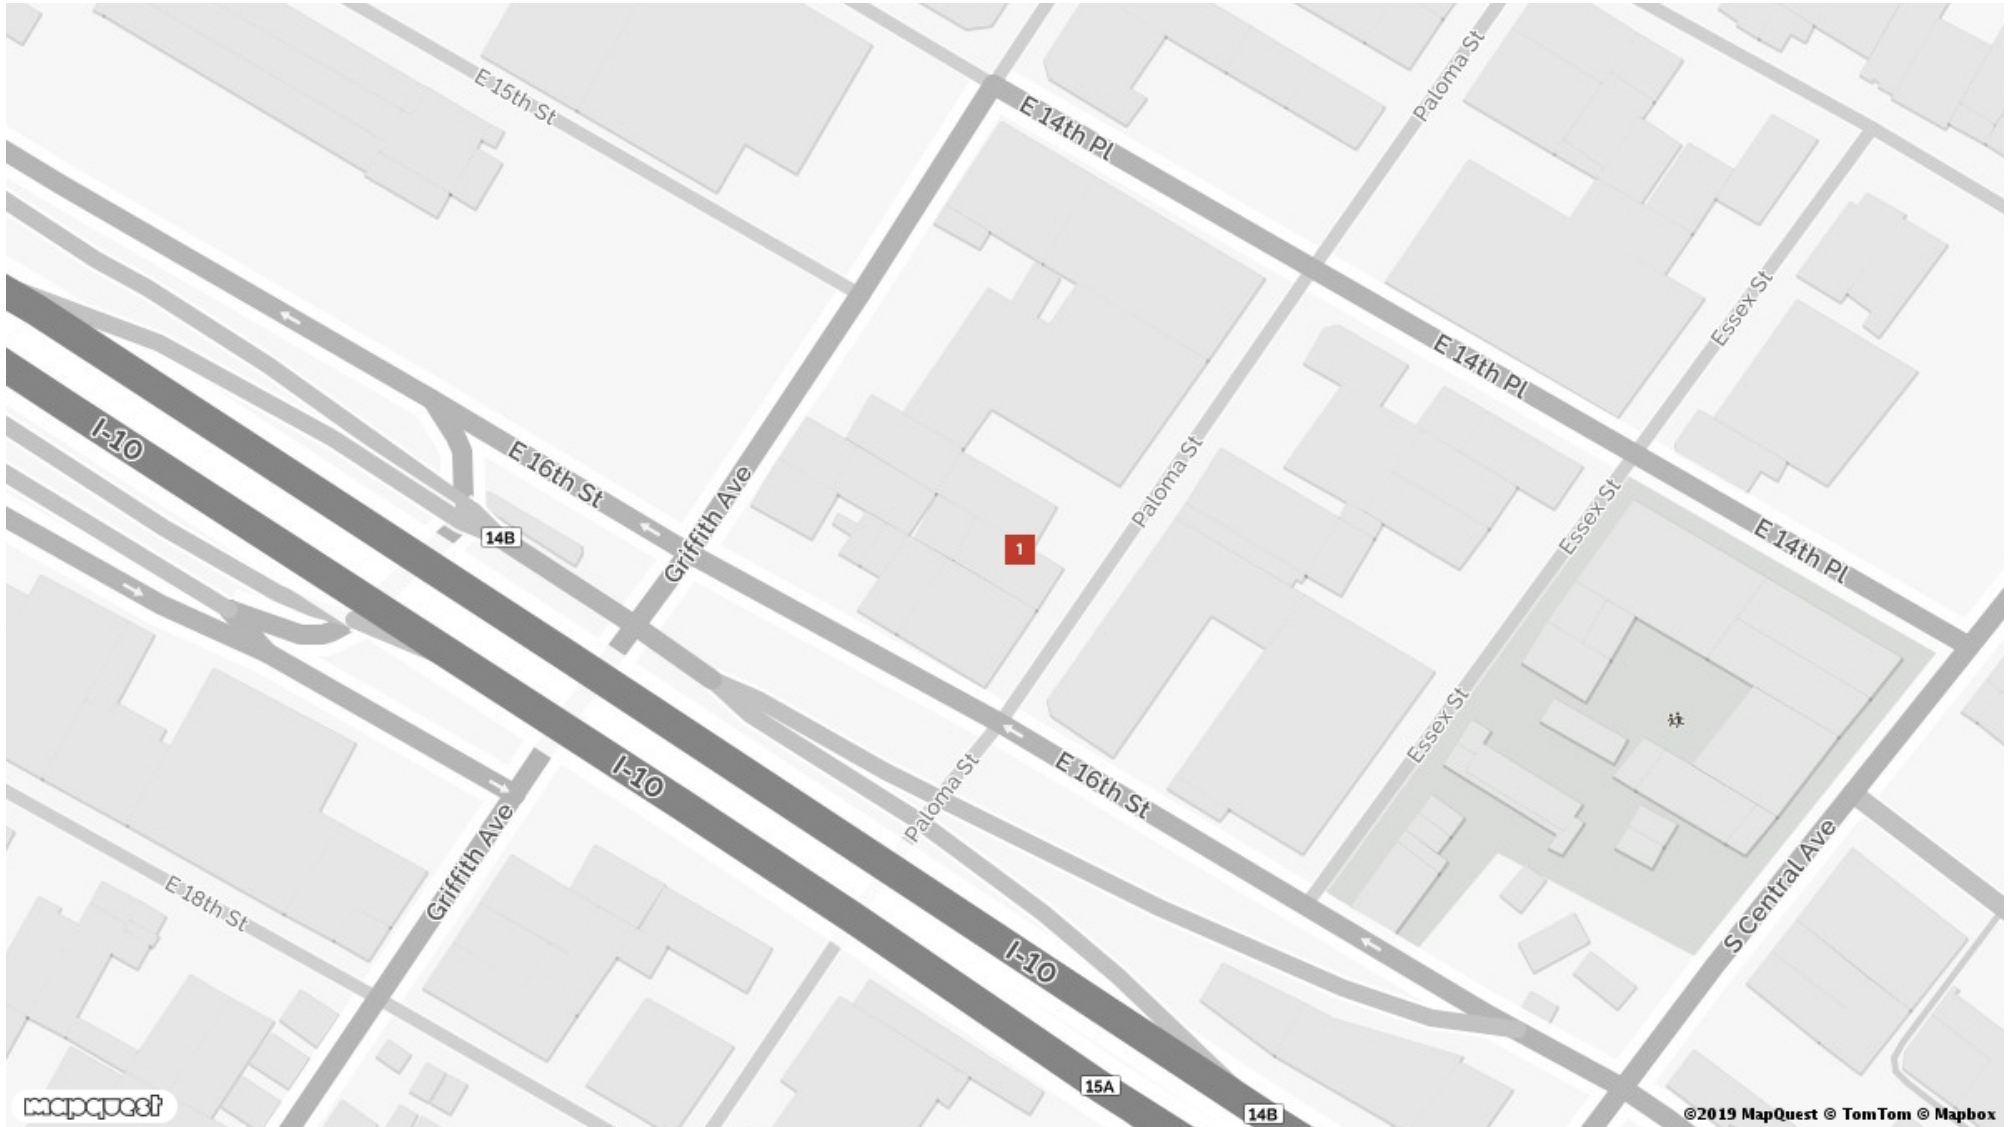 Paloma St
E 15th St
E 14th Pl
Essex St
E 14th Pl
I-10
E 16th St
Griffith Ave
Paloma St
Essex St
14B
1
E 14th Pl
Essex St
I-10
E 16th St
Paloma St
Griffith Ave
S Central Ave
E 18th St
I-10
15A
14B
mapquest
©2019 MapQuest © TomTom © Mapbox